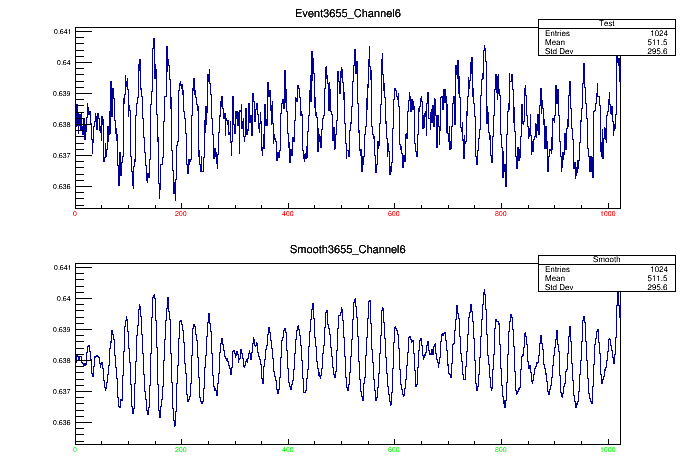 Event3655_Channel6
Test
Entries 1024
Mean 511.5
Std Dev 295.6
0.641
0.64
0.639
0.638
0.637
0.636
0 200 400 600 800 1000
Smooth3655_Channel6
Smooth
Entries 1024
Mean 511.5
Std Dev 295.6
0.641
0.64
0.639
0.638
0.637
0.636
0 200 400 600 800 1000